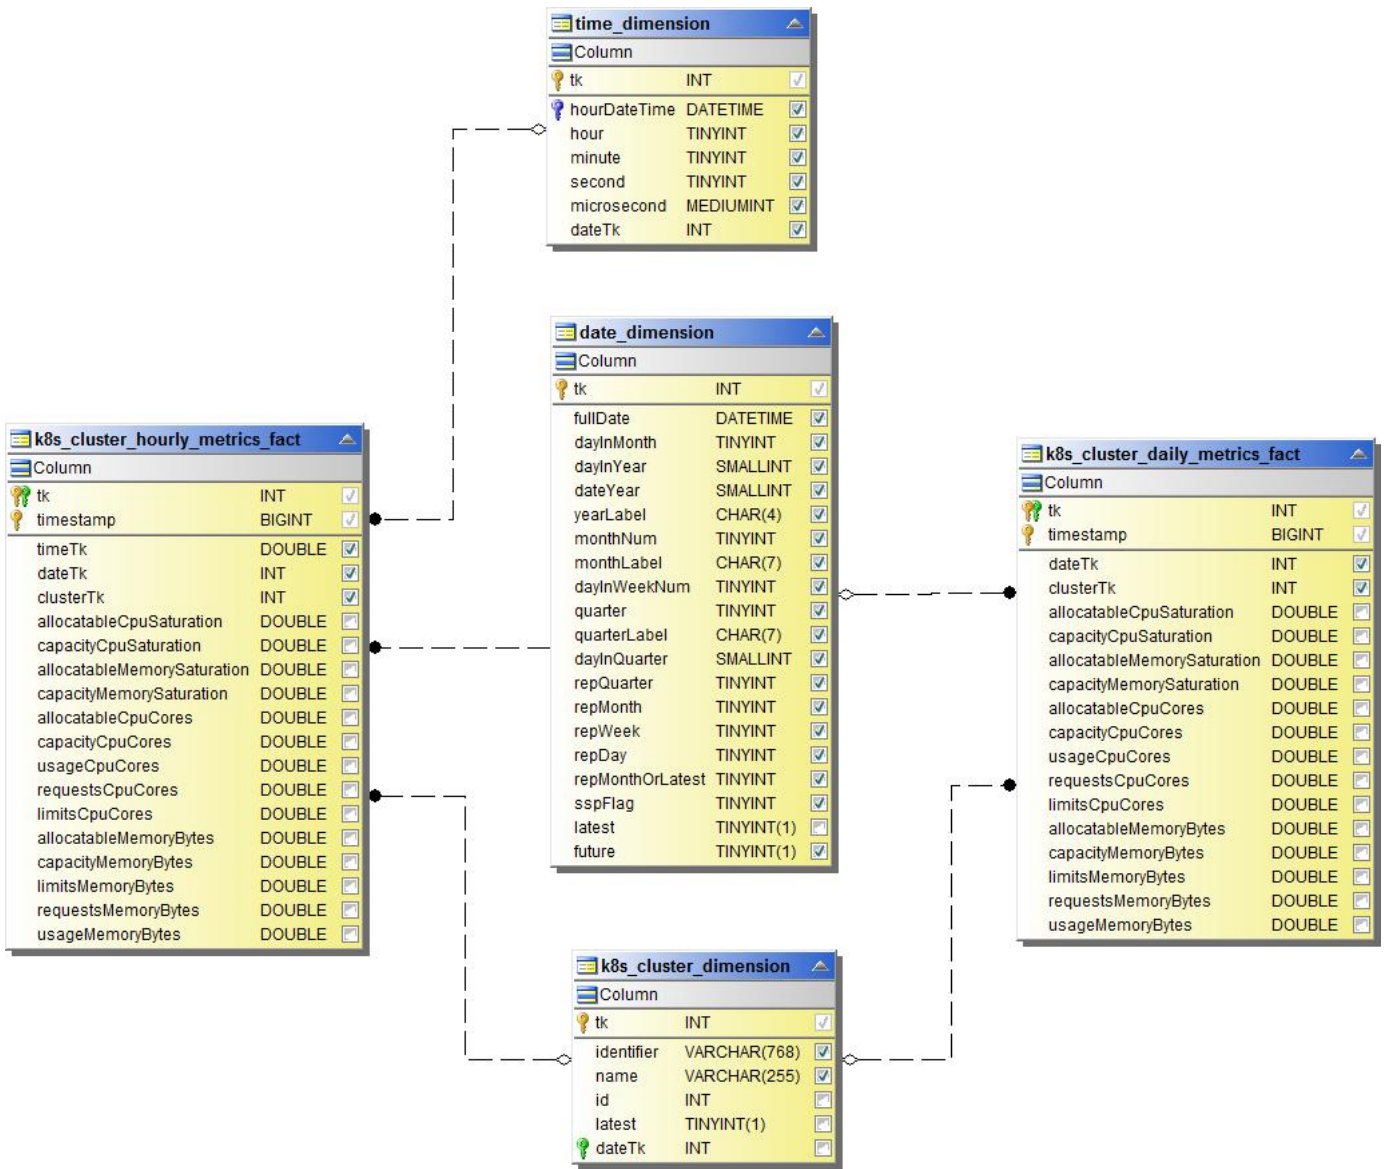 time_dimension
Column
tk INT
hourDateTime DATETIME
hour TINYINT
minute TINYINT
second TINYINT
microsecond MEDIUMINT
dateTk INT
date_dimension
Column
tk INT
fullDate DATETIME
dayInMonth TINYINT
dayInYear SMALLINT
dateYear SMALLINT
yearLabel CHAR(4)
monthNum TINYINT
monthLabel CHAR(7)
dayInWeekNum TINYINT
quarter TINYINT
quarterLabel CHAR(7)
dayInQuarter SMALLINT
repQuarter TINYINT
repMonth TINYINT
repWeek TINYINT
repDay TINYINT
repMonthOrLatest TINYINT
sspFlag TINYINT
latest TINYINT(1)
future TINYINT(1)
k8s_cluster_hourly_metrics_fact
Column
tk INT
timestamp BIGINT
timeTk DOUBLE
dateTk INT
clusterTk INT
allocatableCpuSaturation DOUBLE
capacityCpuSaturation DOUBLE
allocatableMemorySaturation DOUBLE
capacityMemorySaturation DOUBLE
allocatableCpuCores DOUBLE
capacityCpuCores DOUBLE
usageCpuCores DOUBLE
requestsCpuCores DOUBLE
limitsCpuCores DOUBLE
allocatableMemoryBytes DOUBLE
capacityMemoryBytes DOUBLE
limitsMemoryBytes DOUBLE
requestsMemoryBytes DOUBLE
usageMemoryBytes DOUBLE
k8s_cluster_daily_metrics_fact
Column
tk INT
timestamp BIGINT
dateTk INT
clusterTk INT
allocatableCpuSaturation DOUBLE
capacityCpuSaturation DOUBLE
allocatableMemorySaturation DOUBLE
capacityMemorySaturation DOUBLE
allocatableCpuCores DOUBLE
capacityCpuCores DOUBLE
usageCpuCores DOUBLE
requestsCpuCores DOUBLE
limitsCpuCores DOUBLE
allocatableMemoryBytes DOUBLE
capacityMemoryBytes DOUBLE
limitsMemoryBytes DOUBLE
requestsMemoryBytes DOUBLE
usageMemoryBytes DOUBLE
k8s_cluster_dimension
Column
tk INT
identifier VARCHAR(768)
name VARCHAR(255)
id INT
latest TINYINT(1)
dateTk INT